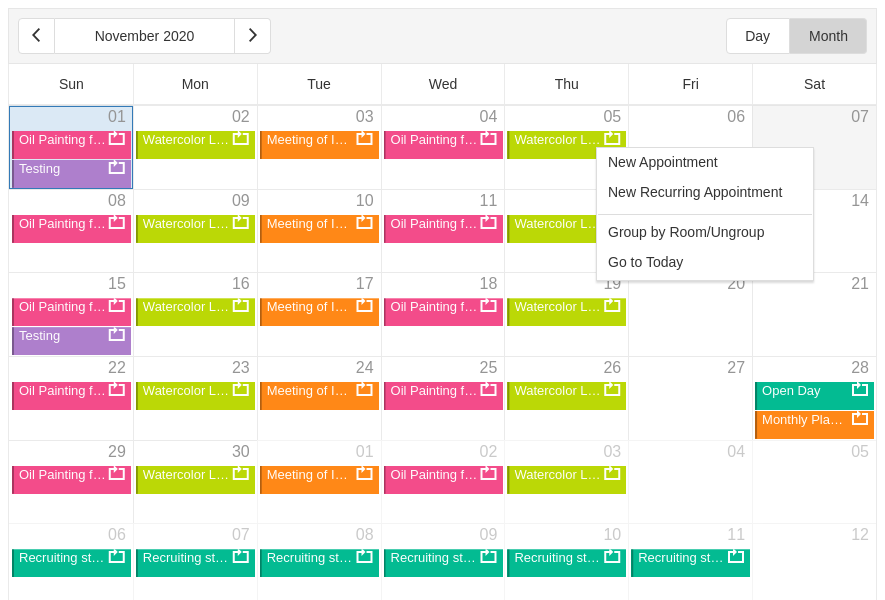 November 2020
Day Month
Sun Mon Tue Wed Thu Fri Sat
01 02 03 04 05 06 07
Oil Painting f… Watercolor L… Meeting of I… Oil Painting f… Watercolor L…
Testing
New Appointment
New Recurring Appointment
Group by Room/Ungroup
Go to Today
08 09 10 11 14
Oil Painting f… Watercolor L… Meeting of I… Oil Painting f… Watercolor L…
15 16 17 18 19 20 21
Oil Painting f… Watercolor L… Meeting of I… Oil Painting f… Watercolor L…
Testing
22 23 24 25 26 27 28
Oil Painting f… Watercolor L… Meeting of I… Oil Painting f… Watercolor L… Open Day
Monthly Pla…
29 30 01 02 03 04 05
Oil Painting f… Watercolor L… Meeting of I… Oil Painting f… Watercolor L…
06 07 08 09 10 11 12
Recruiting st… Recruiting st… Recruiting st… Recruiting st… Recruiting st… Recruiting st…